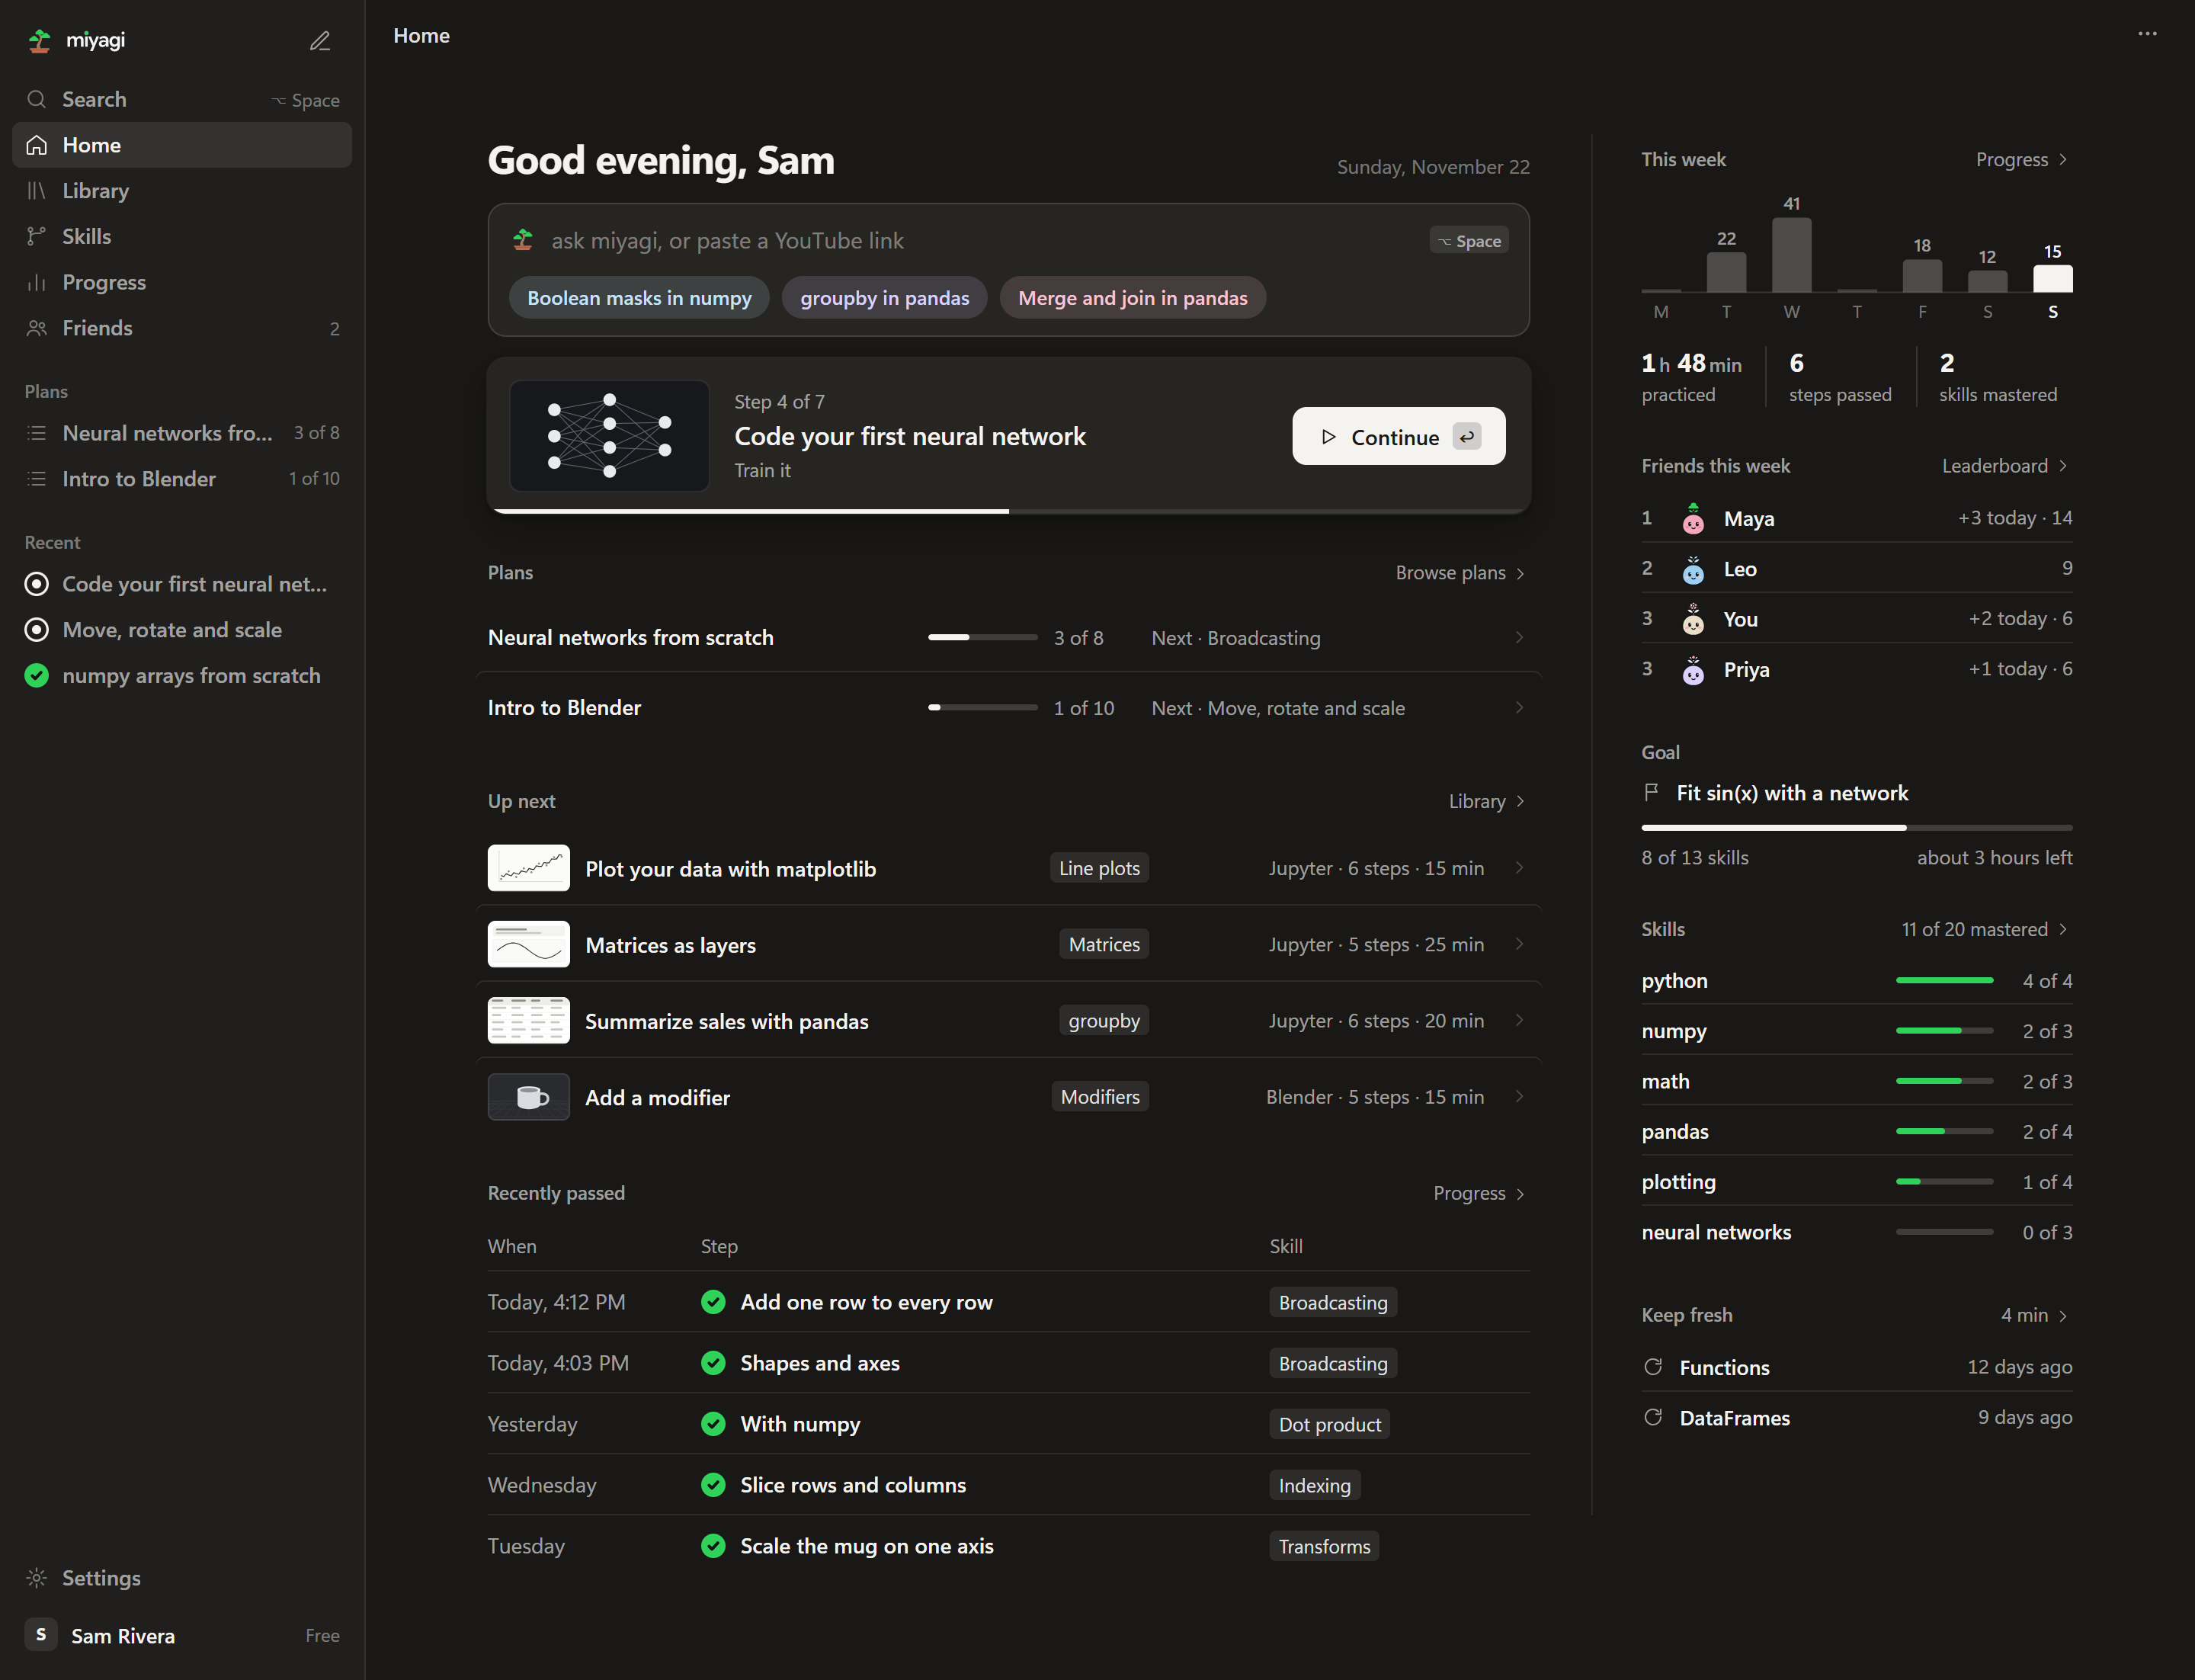 miyagi
Search ⌥ Space
Home
Library
Skills
Progress
Friends 2
Plans
Neural networks fro... 3 of 8
Intro to Blender 1 of 10
Recent
Code your first neural net...
Move, rotate and scale
numpy arrays from scratch
Settings
S Sam Rivera Free
Home
Good evening, Sam
Sunday, November 22
ask miyagi, or paste a YouTube link ⌥ Space
Boolean masks in numpy groupby in pandas Merge and join in pandas
Step 4 of 7
Code your first neural network
Train it
Continue
Plans Browse plans
Neural networks from scratch 3 of 8 Next · Broadcasting
Intro to Blender 1 of 10 Next · Move, rotate and scale
Up next Library
Plot your data with matplotlib Line plots Jupyter · 6 steps · 15 min
Matrices as layers Matrices Jupyter · 5 steps · 25 min
Summarize sales with pandas groupby Jupyter · 6 steps · 20 min
Add a modifier Modifiers Blender · 5 steps · 15 min
Recently passed Progress
When Step Skill
Today, 4:12 PM Add one row to every row Broadcasting
Today, 4:03 PM Shapes and axes Broadcasting
Yesterday With numpy Dot product
Wednesday Slice rows and columns Indexing
Tuesday Scale the mug on one axis Transforms
This week Progress
22 41 18 12 15
M T W T F S S
1 h 48 min practiced
6 steps passed
2 skills mastered
Friends this week Leaderboard
1 Maya +3 today · 14
2 Leo 9
3 You +2 today · 6
3 Priya +1 today · 6
Goal
Fit sin(x) with a network
8 of 13 skills about 3 hours left
Skills 11 of 20 mastered
python 4 of 4
numpy 2 of 3
math 2 of 3
pandas 2 of 4
plotting 1 of 4
neural networks 0 of 3
Keep fresh 4 min
Functions 12 days ago
DataFrames 9 days ago